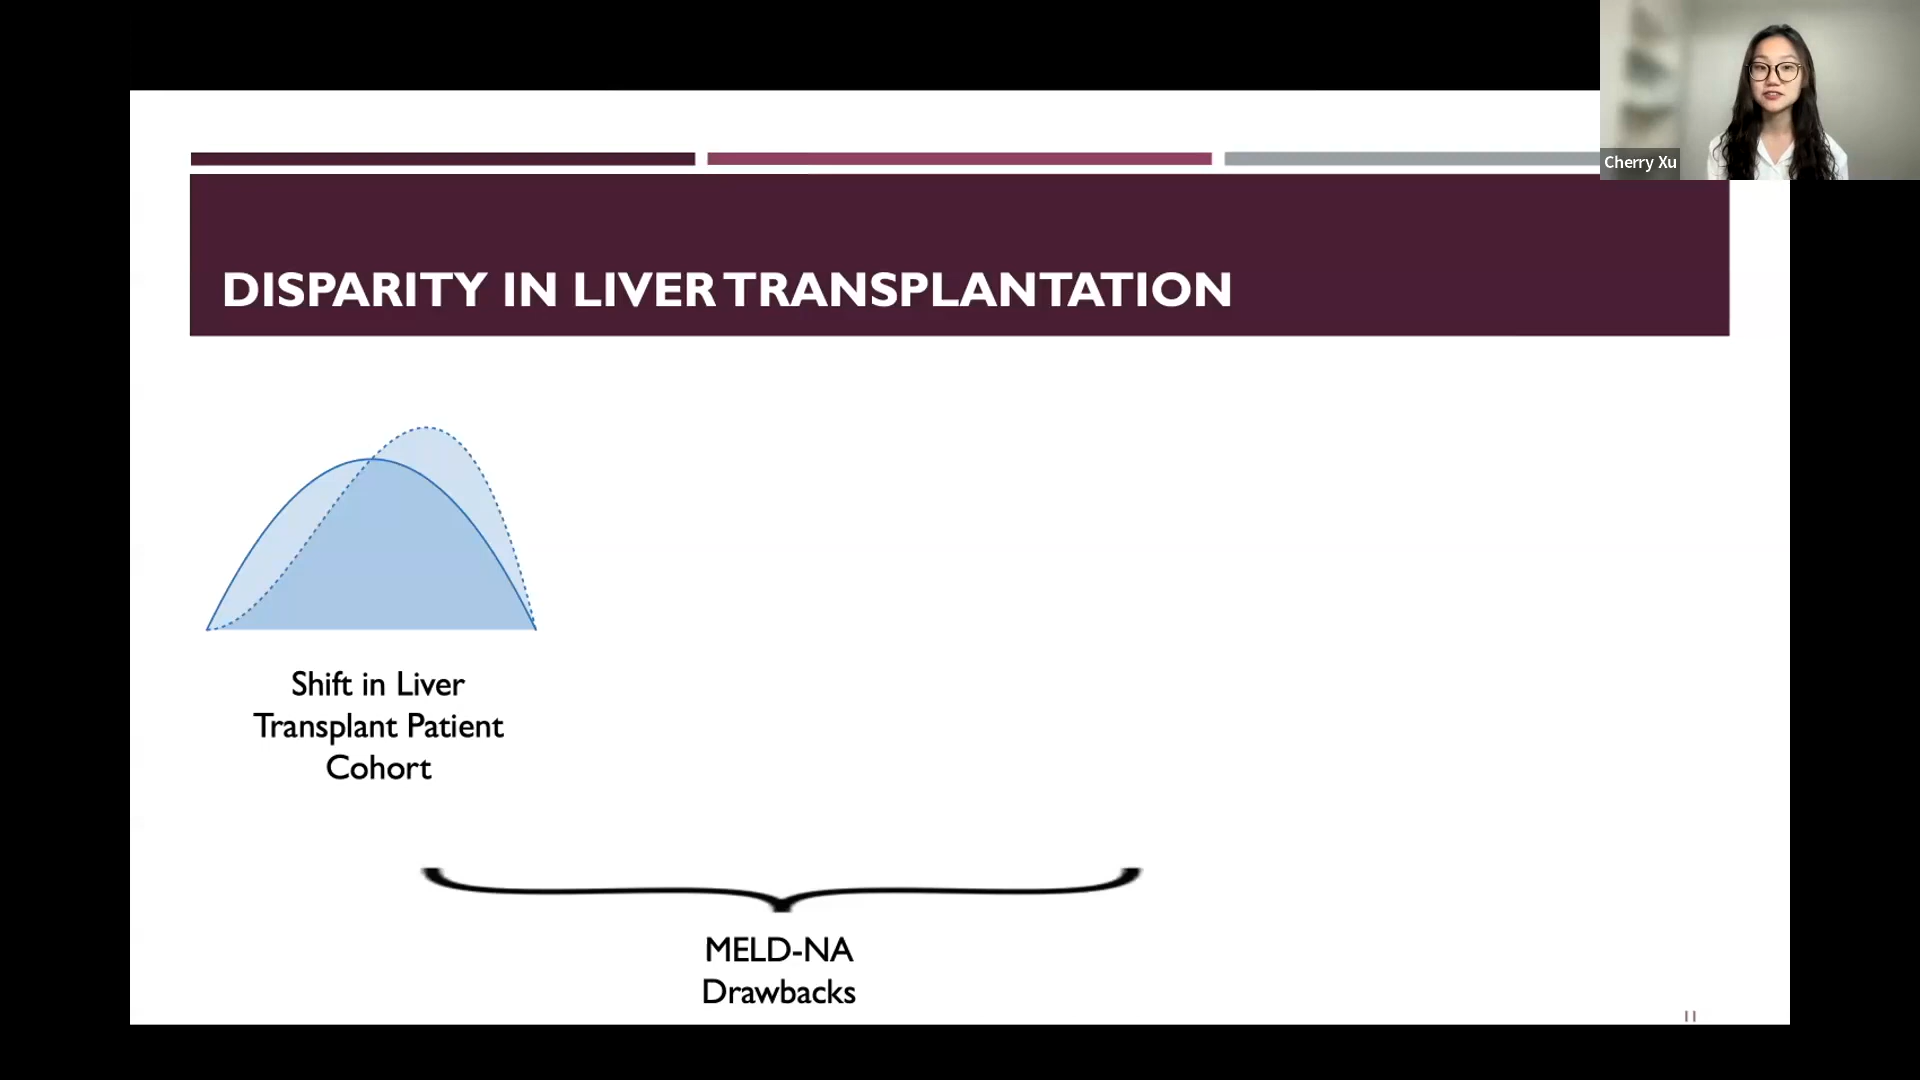 Cherry Xu
DISPARITY IN LIVER TRANSPLANTATION
Shift in Liver
Transplant Patient
Cohort
MELD-NA
Drawbacks
11